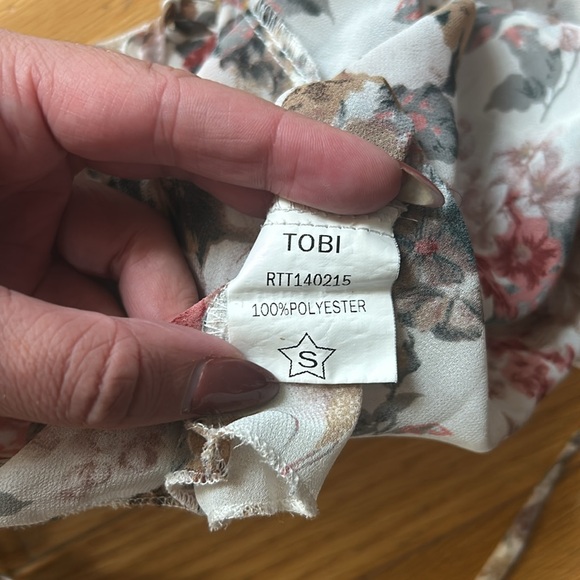 TOBI
RTT140215
100%POLYESTER
S